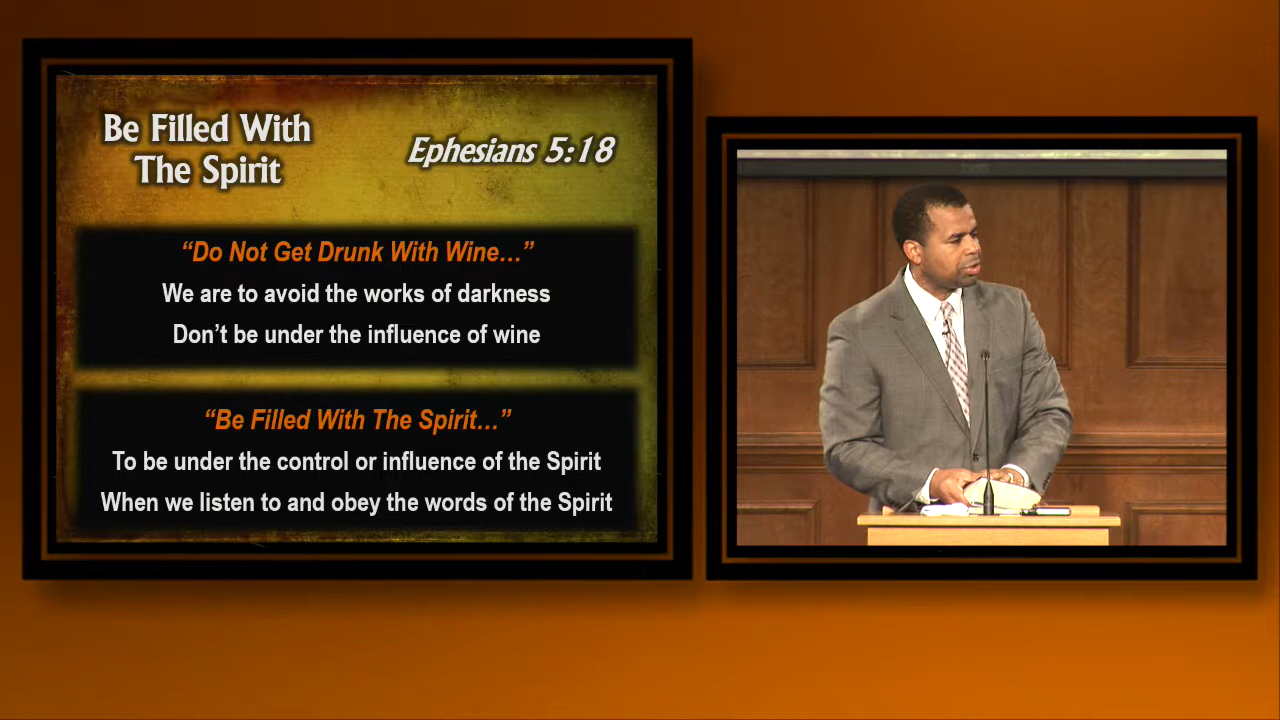 Be Filled With
The Spirit
Ephesians 5:18
“Do Not Get Drunk With Wine…”
We are to avoid the works of darkness
Don’t be under the influence of wine
“Be Filled With The Spirit…”
To be under the control or influence of the Spirit
When we listen to and obey the words of the Spirit